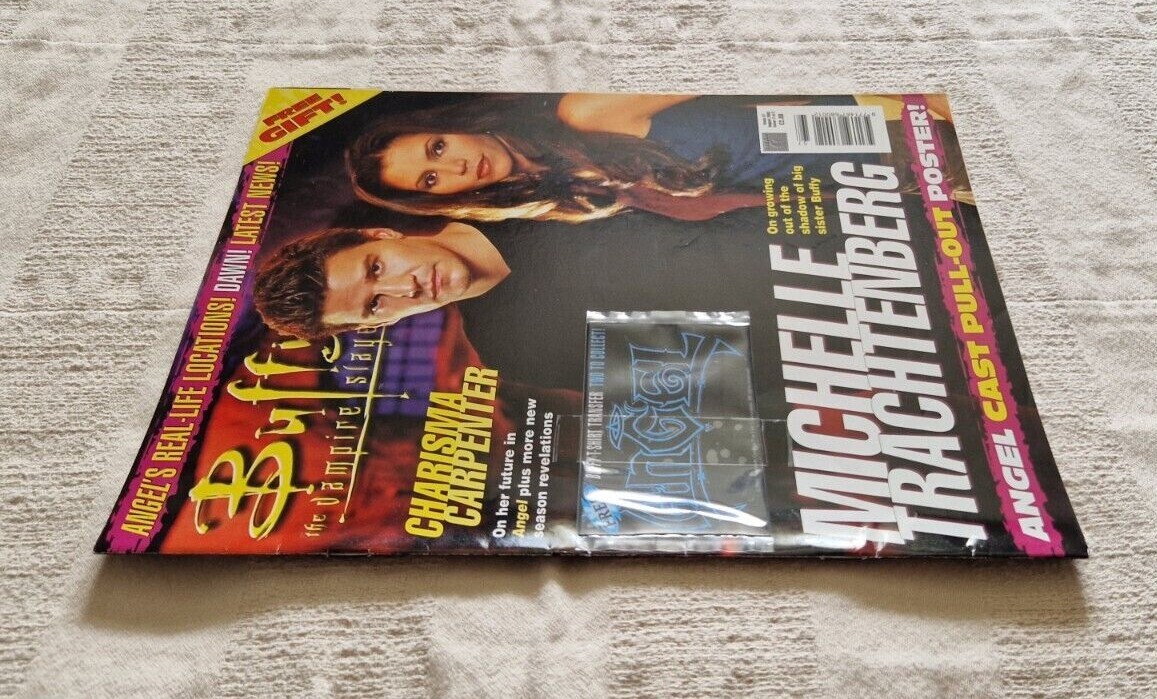 FREE
GIFT!
ANGEL'S REAL-LIFE LOCATIONS! DAWN! LATEST NEWS!
Buffy
the vampire slayer
CHARISMA
CARPENTER
On her future in
Angel plus more new
season revelations
FREE
BUFFY T-SHIRT TRANSFER TWO TO COLLECT!
ANGEL
On growing
out of the
shadow of big
sister Buffy
MICHELLE
TRACHTENBERG
ANGEL CAST PULL-OUT POSTER!